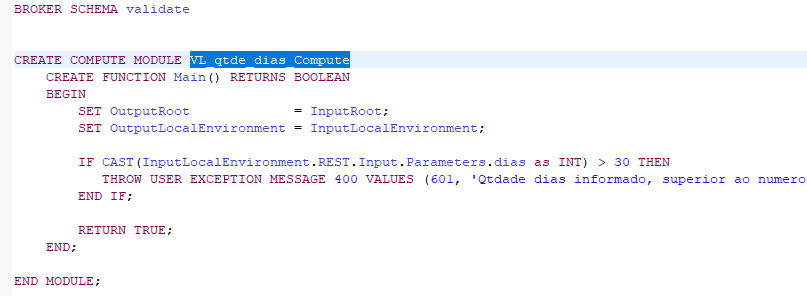 BROKER SCHEMA validate
CREATE COMPUTE MODULE VL_qtde_dias_Compute
CREATE FUNCTION Main() RETURNS BOOLEAN
BEGIN
SET OutputRoot = InputRoot;
SET OutputLocalEnvironment = InputLocalEnvironment;
IF CAST(InputLocalEnvironment.REST.Input.Parameters.dias as INT) > 30 THEN
THROW USER EXCEPTION MESSAGE 400 VALUES (601, 'Qtdade dias informado, superior ao numero
END IF;
RETURN TRUE;
END;
END MODULE;